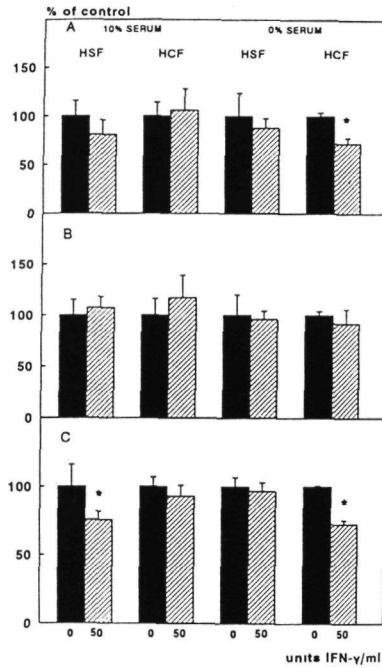 % of control
A 10% SERUM 0% SERUM
HSF HCF HSF HCF
150
100 *
50
0
B
150
100
50
0
C
150
100 * *
50
0
0 50 0 50 0 50 0 50
units IFN-γ/ml